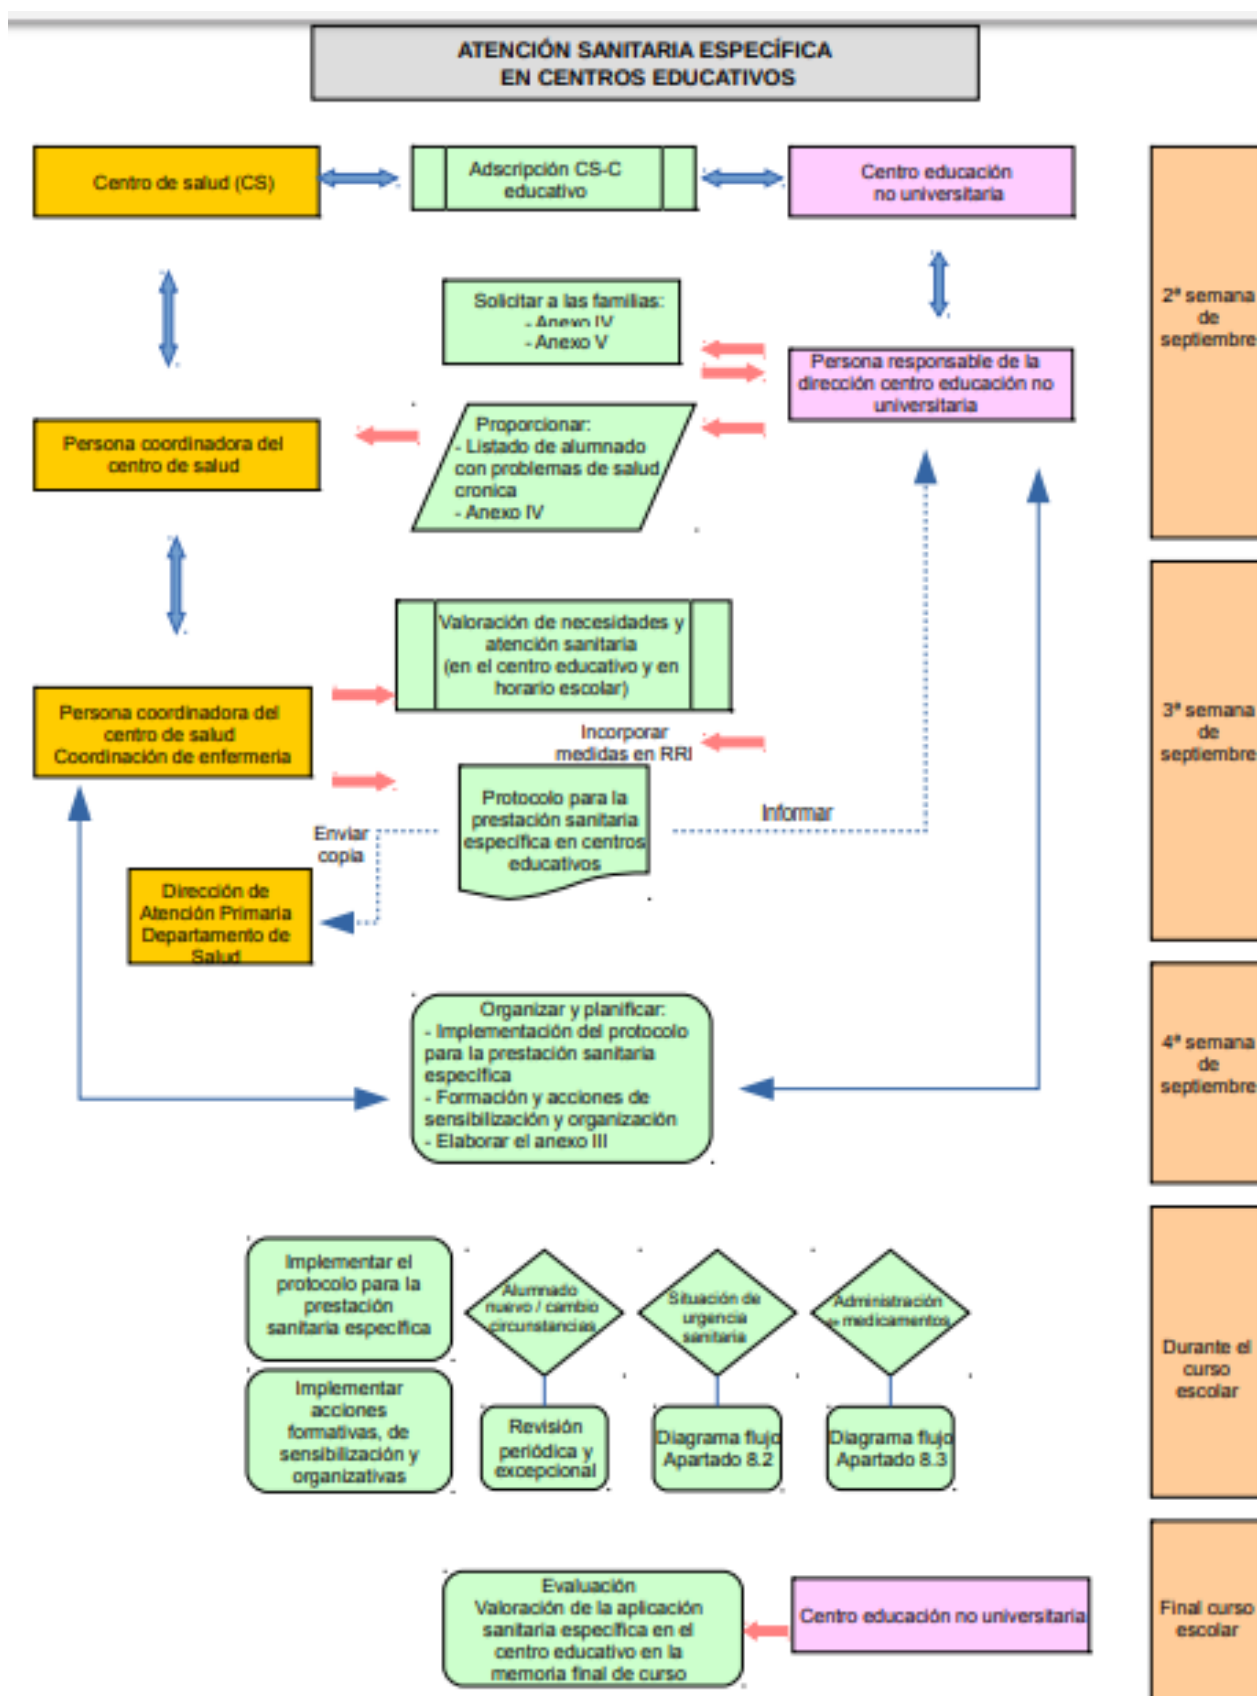 ATENCIÓN SANITARIA ESPECÍFICA
EN CENTROS EDUCATIVOS
Centro de salud (CS)
Adscripción CS-C
educativo
Centro educación
no universitaria
2ª semana
de
septiembre
Solicitar a las familias:
- Anexo IV
- Anexo V
Persona responsable de la
dirección centro educación no
universitaria
Persona coordinadora del
centro de salud
Proporcionar:
- Listado de alumnado
con problemas de salud
cronica
- Anexo IV
Valoración de necesidades y
atención sanitaria
(en el centro educativo y en
horario escolar)
3ª semana
de
septiembre
Persona coordinadora del
centro de salud
Coordinación de enfermería
Incorporar
medidas en RRI
Protocolo para la
prestación sanitaria
específica en centros
educativos
Informar
Enviar
copia
Dirección de
Atención Primaria
Departamento de
Salud
Organizar y planificar:
- Implementación del protocolo
para la prestación sanitaria
específica
- Formación y acciones de
sensibilización y organización
- Elaborar el anexo III
4ª semana
de
septiembre
Implementar el
protocolo para la
prestación
sanitaria específica
Alumnado
nuevo / cambio
circunstancias
Situación de
urgencia
sanitaria
Administración
de medicamentos
Durante el
curso
escolar
Implementar
acciones
formativas, de
sensibilización y
organizativas
Revisión
periódica y
excepcional
Diagrama flujo
Apartado 8.2
Diagrama flujo
Apartado 8.3
Evaluación
Valoración de la aplicación
sanitaria específica en el
centro educativo en la
memoria final de curso
Centro educación no universitaria
Final curso
escolar